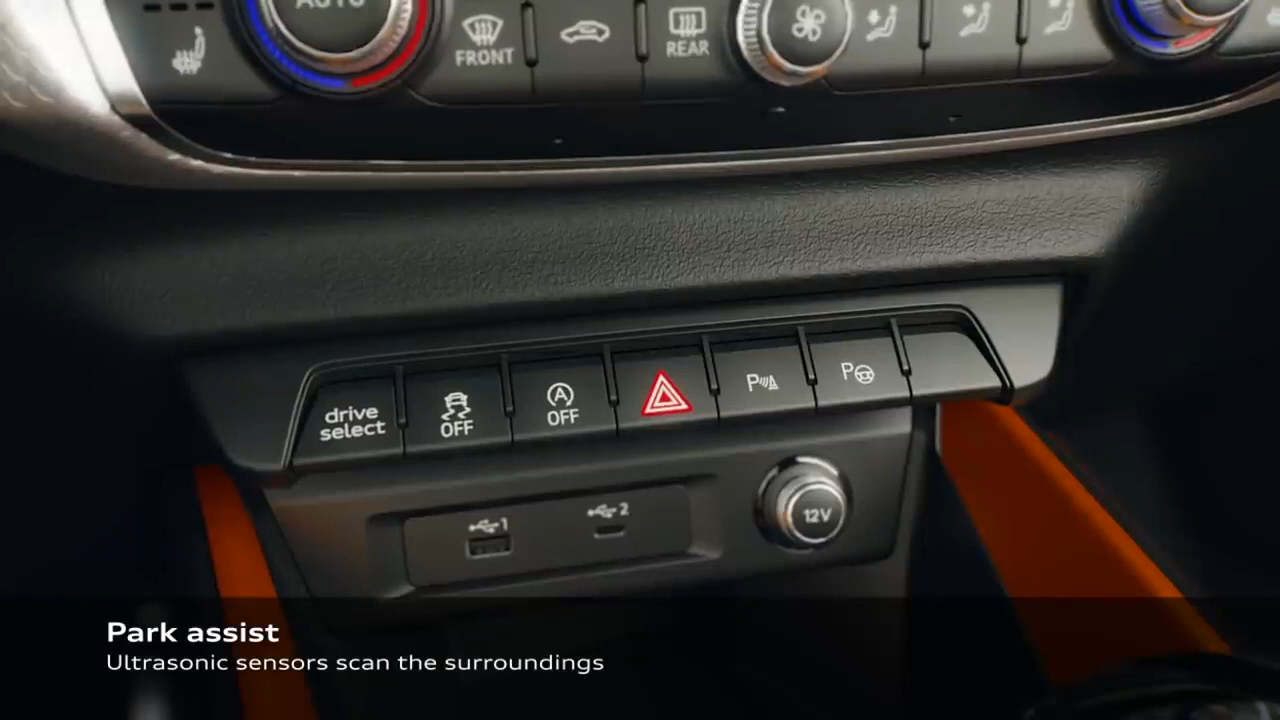 AUTO
FRONT
REAR
drive
select
OFF
A
OFF
P
P
1
2
12V
Park assist
Ultrasonic sensors scan the surroundings